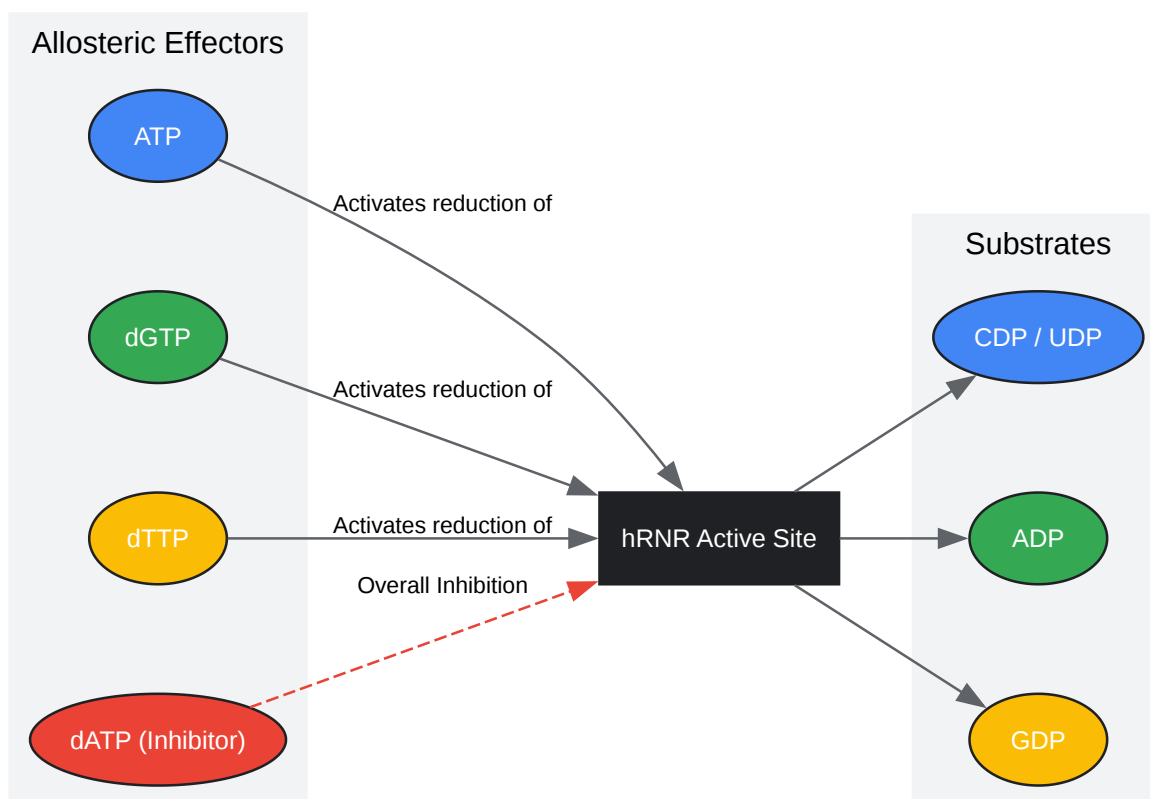 Allosteric Effectors
ATP
Activates reduction of
Substrates
dGTP
CDP / UDP
Activates reduction of
dTTP
Activates reduction of
hRNR Active Site
ADP
Overall Inhibition
dATP (Inhibitor)
GDP